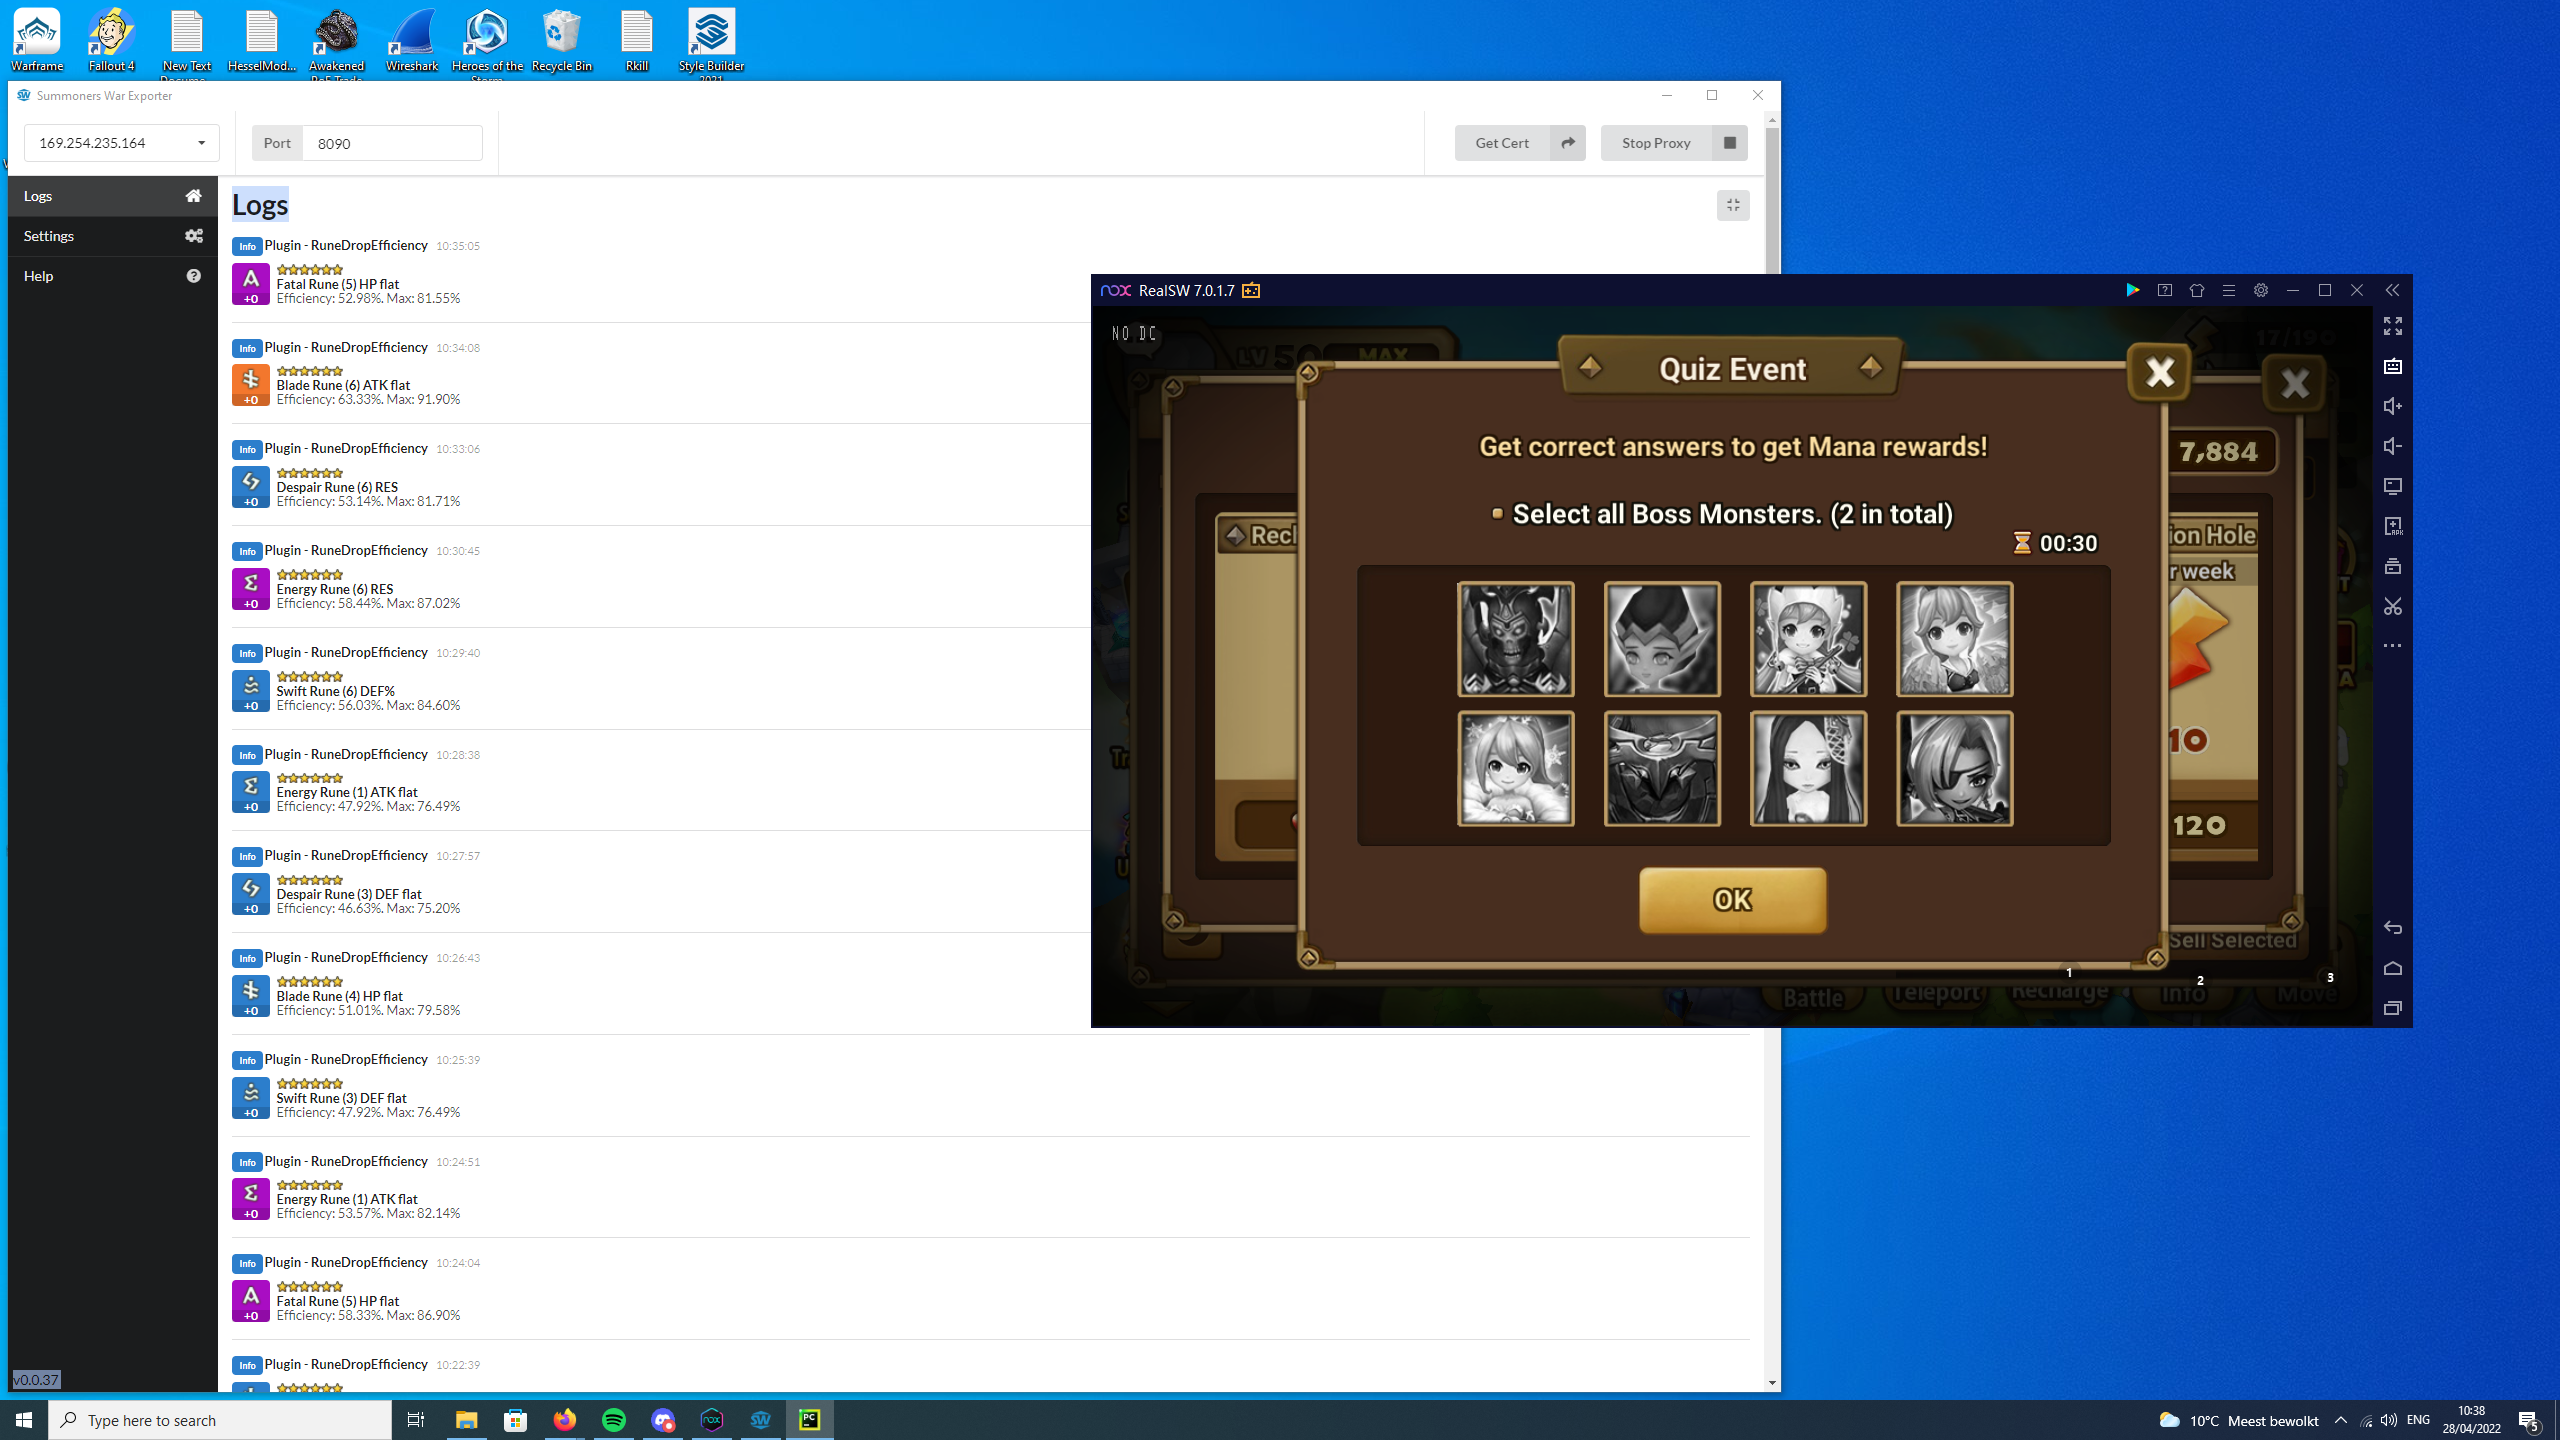 Warframe
Fallout 4
New Text
HesselMod...
Awakened
Wireshark
Heroes of the
Recycle Bin
Rkill
Style Builder
2021
Summoners War Exporter
169.254.235.164
Port
8090
Get Cert
Stop Proxy
Logs
Settings
Help
Logs
Info Plugin - RuneDropEfficiency 10:35:05
+0
Fatal Rune (5) HP flat
Efficiency: 52.98%. Max: 81.55%
Info Plugin - RuneDropEfficiency 10:34:08
+0
Blade Rune (6) ATK flat
Efficiency: 63.33%. Max: 91.90%
Info Plugin - RuneDropEfficiency 10:33:06
+0
Despair Rune (6) RES
Efficiency: 53.14%. Max: 81.71%
Info Plugin - RuneDropEfficiency 10:30:45
+0
Energy Rune (6) RES
Efficiency: 58.44%. Max: 87.02%
Info Plugin - RuneDropEfficiency 10:29:40
+0
Swift Rune (6) DEF%
Efficiency: 56.03%. Max: 84.60%
Info Plugin - RuneDropEfficiency 10:28:38
+0
Energy Rune (1) ATK flat
Efficiency: 47.92%. Max: 76.49%
Info Plugin - RuneDropEfficiency 10:27:57
+0
Despair Rune (3) DEF flat
Efficiency: 46.63%. Max: 75.20%
Info Plugin - RuneDropEfficiency 10:26:43
+0
Blade Rune (4) HP flat
Efficiency: 51.01%. Max: 79.58%
Info Plugin - RuneDropEfficiency 10:25:39
+0
Swift Rune (3) DEF flat
Efficiency: 47.92%. Max: 76.49%
Info Plugin - RuneDropEfficiency 10:24:51
+0
Energy Rune (1) ATK flat
Efficiency: 53.57%. Max: 82.14%
Info Plugin - RuneDropEfficiency 10:24:04
+0
Fatal Rune (5) HP flat
Efficiency: 58.33%. Max: 86.90%
Info Plugin - RuneDropEfficiency 10:22:39
v0.0.37
nox RealSW 7.0.1.7
NO DC
LV 50 MAX
17/190
Quiz Event
Get correct answers to get Mana rewards!
7,884
Select all Boss Monsters. (2 in total)
00:30
Recl
ion Hole
r week
10
120
OK
Sell Selected
1
2
3
Battle
Teleport
Recharge
Info
Move
Type here to search
10°C Meest bewolkt
ENG
10:38
28/04/2022
5